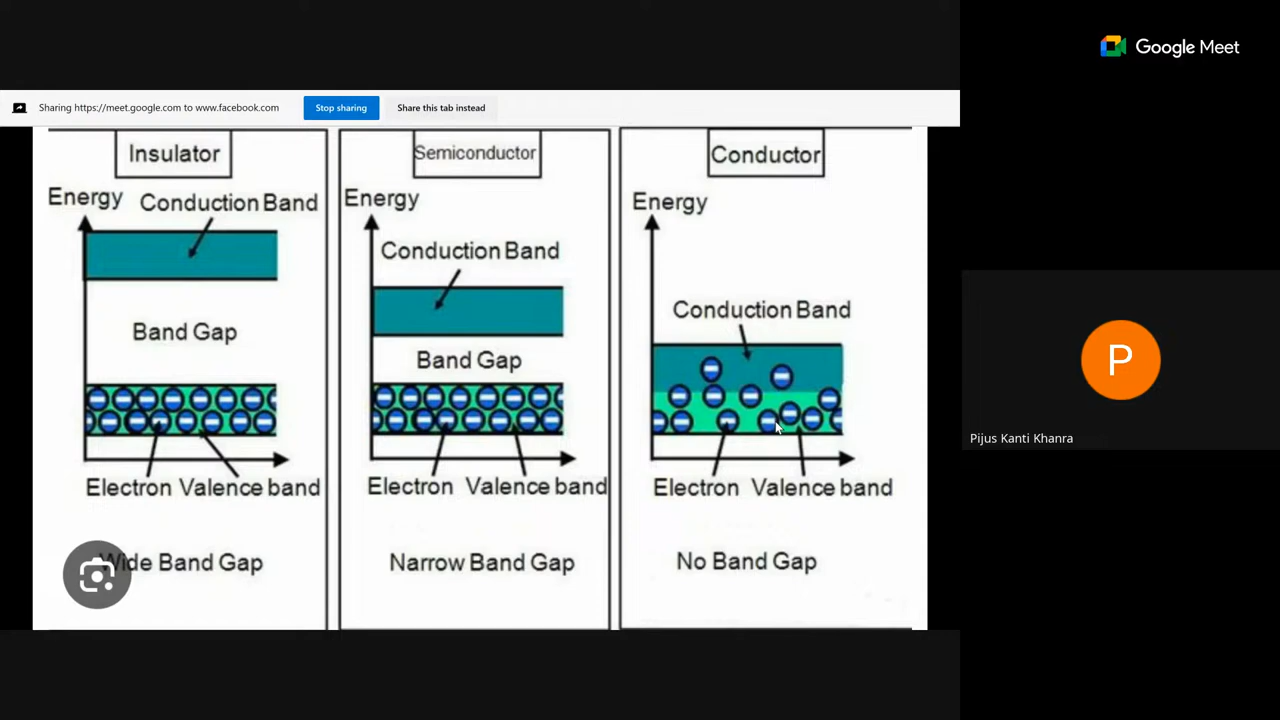 Google Meet
Sharing https://meet.google.com to www.facebook.com
Stop sharing
Share this tab instead
Insulator
Energy
Conduction Band
Band Gap
Electron
Valence band
Wide Band Gap
Semiconductor
Energy
Conduction Band
Band Gap
Electron
Valence band
Narrow Band Gap
Conductor
Energy
Conduction Band
Electron
Valence band
No Band Gap
P
Pijus Kanti Khanra